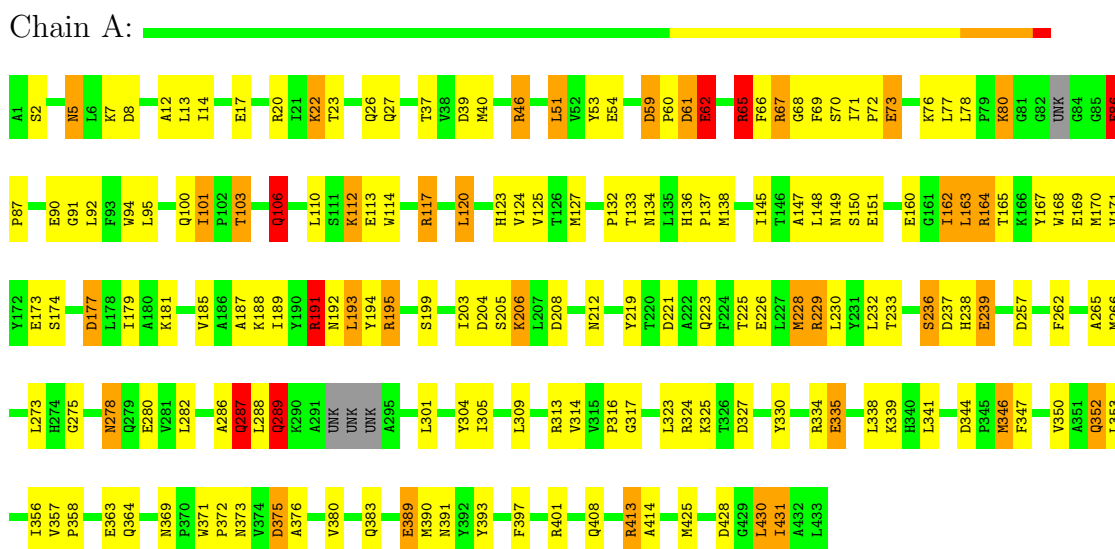 Chain A:
A1 S2 N5 L6 K7 D8 A12 L13 I14 E17 R20 I21 K22 T23 Q26 Q27 T37 V38 D39 M40 R46 L51 V52 Y53 E54 D59 P60 D61 E62 R65 F66 R67 G68 F69 S70 I71 P72 E73 K76 L77 L78 P79 K80 G81 G82 UNK G84 G85 E86
P87 E90 G91 L92 F93 W94 L95 Q100 I101 P102 T103 Q106 L110 S111 K112 E113 W114 R117 L120 H123 V124 V125 T126 M127 P132 T133 N134 L135 H136 P137 M138 I145 T146 A147 L148 N149 S150 E151 E160 G161 I162 L163 R164 T165 K166 Y167 W168 E169 M170 V171
Y172 E173 S174 D177 L178 I179 A180 K181 V185 A186 A187 K188 I189 Y190 R191 N192 L193 Y194 R195 S199 I203 D204 S205 K206 L207 D208 N212 Y219 T220 D221 A222 Q223 F224 T225 E226 L227 M228 R229 L230 Y231 L232 T233 S236 D237 H238 E239 D257 F262 A265 M266
L273 H274 G275 N278 Q279 E280 V281 L282 A286 Q287 L288 Q289 K290 A291 UNK UNK UNK A295 L301 Y304 I305 L309 R313 V314 V315 P316 G317 L323 R324 K325 T326 D327 Y330 R334 E335 L338 K339 H340 L341 D344 P345 M346 F347 V350 A351 Q352 L353
I356 V357 P358 E363 Q364 N369 P370 W371 P372 N373 V374 D375 A376 V380 Q383 E389 M390 N391 Y392 Y393 F397 R401 Q408 R413 A414 M425 D428 G429 L430 I431 A432 L433